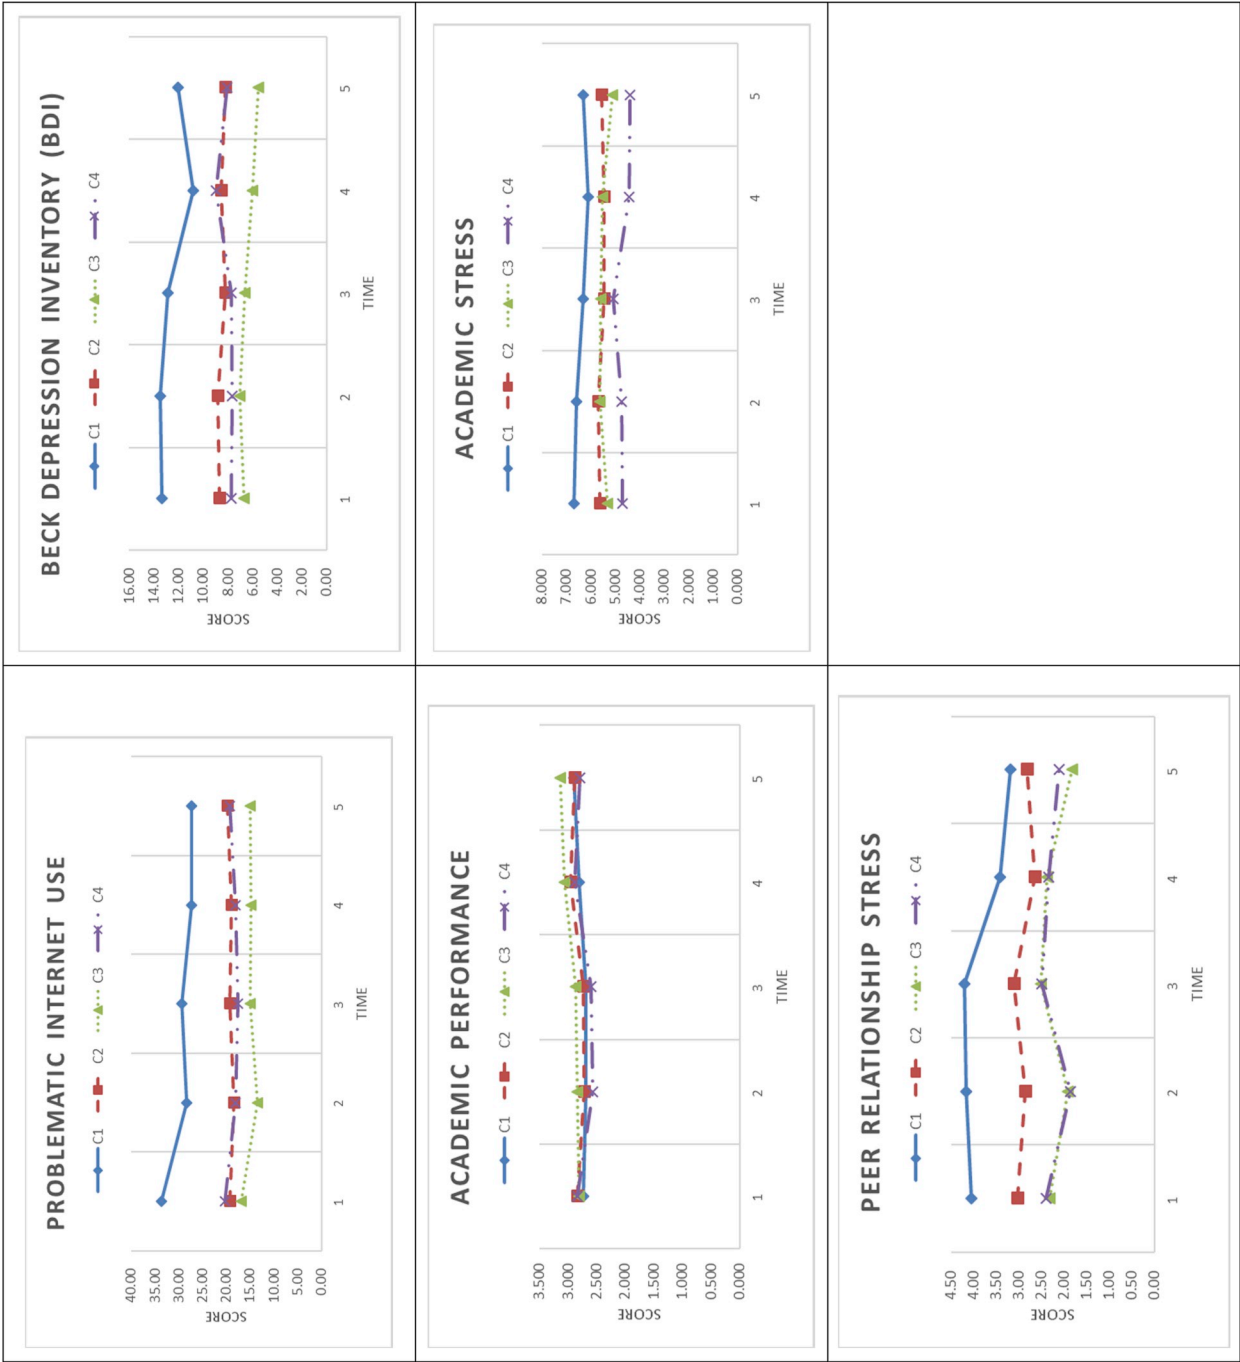 PROBLEMATIC INTERNET USE
C1 C2 C3 C4
40.00
35.00
30.00
25.00
20.00
15.00
10.00
5.00
0.00
SCORE
1 2 3 4 5
TIME
BECK DEPRESSION INVENTORY (BDI)
C1 C2 C3 C4
16.00
14.00
12.00
10.00
8.00
6.00
4.00
2.00
0.00
SCORE
1 2 3 4 5
TIME
ACADEMIC PERFORMANCE
C1 C2 C3 C4
3.500
3.000
2.500
2.000
1.500
1.000
0.500
0.000
SCORE
1 2 3 4 5
TIME
ACADEMIC STRESS
C1 C2 C3 C4
8.000
7.000
6.000
5.000
4.000
3.000
2.000
1.000
0.000
SCORE
1 2 3 4 5
TIME
PEER RELATIONSHIP STRESS
C1 C2 C3 C4
4.50
4.00
3.50
3.00
2.50
2.00
1.50
1.00
0.50
0.00
SCORE
1 2 3 4 5
TIME